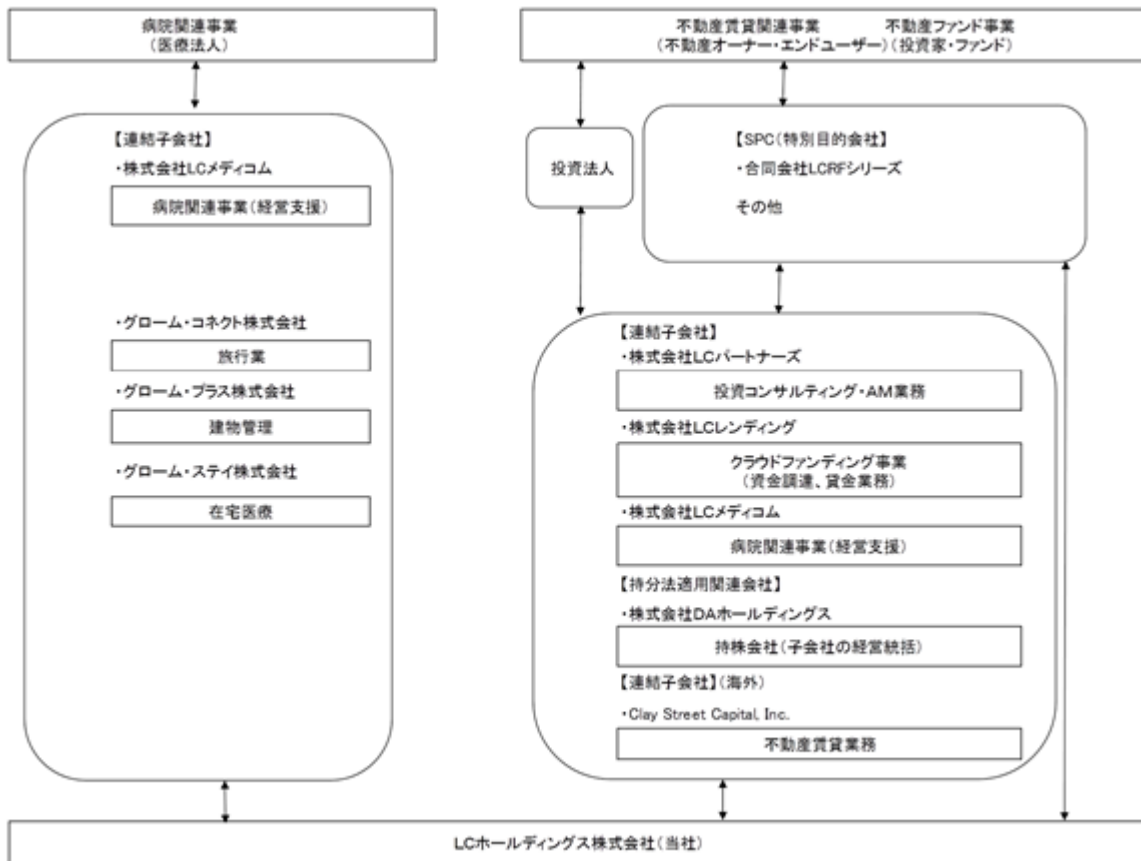 病院関連事業
(医療法人)
不動産賃貸関連事業 不動産ファンド事業
(不動産オーナー・エンドユーザー)(投資家・ファンド)
【連結子会社】
・株式会社LCメディコム
病院関連事業(経営支援)
・グローム・コネクト株式会社
旅行業
・グローム・プラス株式会社
建物管理
・グローム・ステイ株式会社
在宅医療
投資法人
【SPC(特別目的会社】
・合同会社LCRFシリーズ
その他
【連結子会社】
・株式会社LCパートナーズ
投資コンサルティング・AM業務
・株式会社LCレンディング
クラウドファンディング事業
(資金調達、貸金業務)
・株式会社LCメディコム
病院関連事業(経営支援)
【持分法適用関連会社】
・株式会社DAホールディングス
持株会社(子会社の経営統括)
【連結子会社】(海外)
・Clay Street Capital, Inc.
不動産賃貸業務
LCホールディングス株式会社(当社)